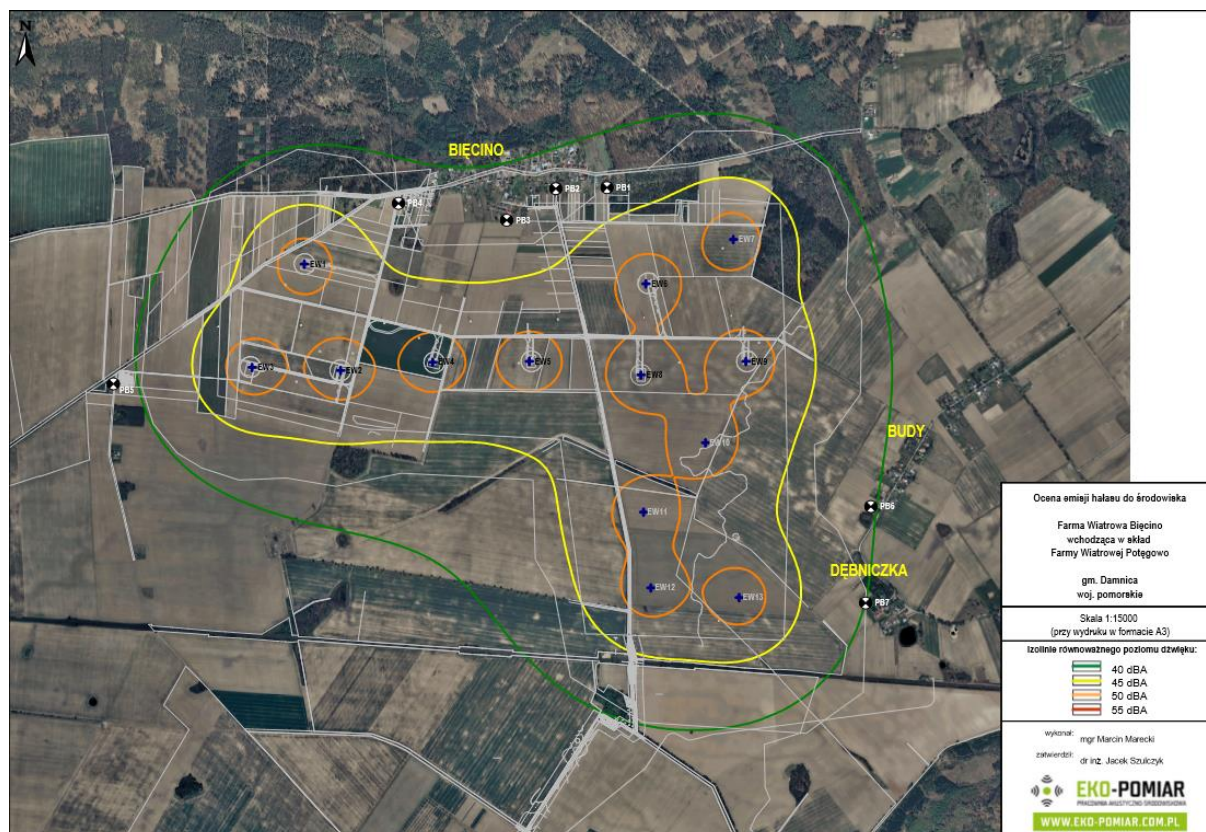 N
BIĘCINO
PB2
PB1
PB4
PB3
EW7
EW1
EW6
EW4
EW5
EW9
EW3
EW2
EW8
PB5
BUDY
EW10
PB6
EW11
DĘBNICZKA
EW12
EW13
PB7
Ocena emisji hałasu do środowiska
Farma Wiatrowa Bięcino
wchodząca w skład
Farmy Wiatrowej Potęgowo
gm. Damnica
woj. pomorskie
Skala 1:15000
(przy wydruku w formacie A3)
Izolinie równoważnego poziomu dźwięku:
40 dBA
45 dBA
50 dBA
55 dBA
wykonał: mgr Marcin Marecki
zatwierdził: dr inż. Jacek Szulczyk
EKO-POMIAR
PRACOWNIA AKUSTYCZNO-ŚRODOWISKOWA
WWW.EKO-POMIAR.COM.PL